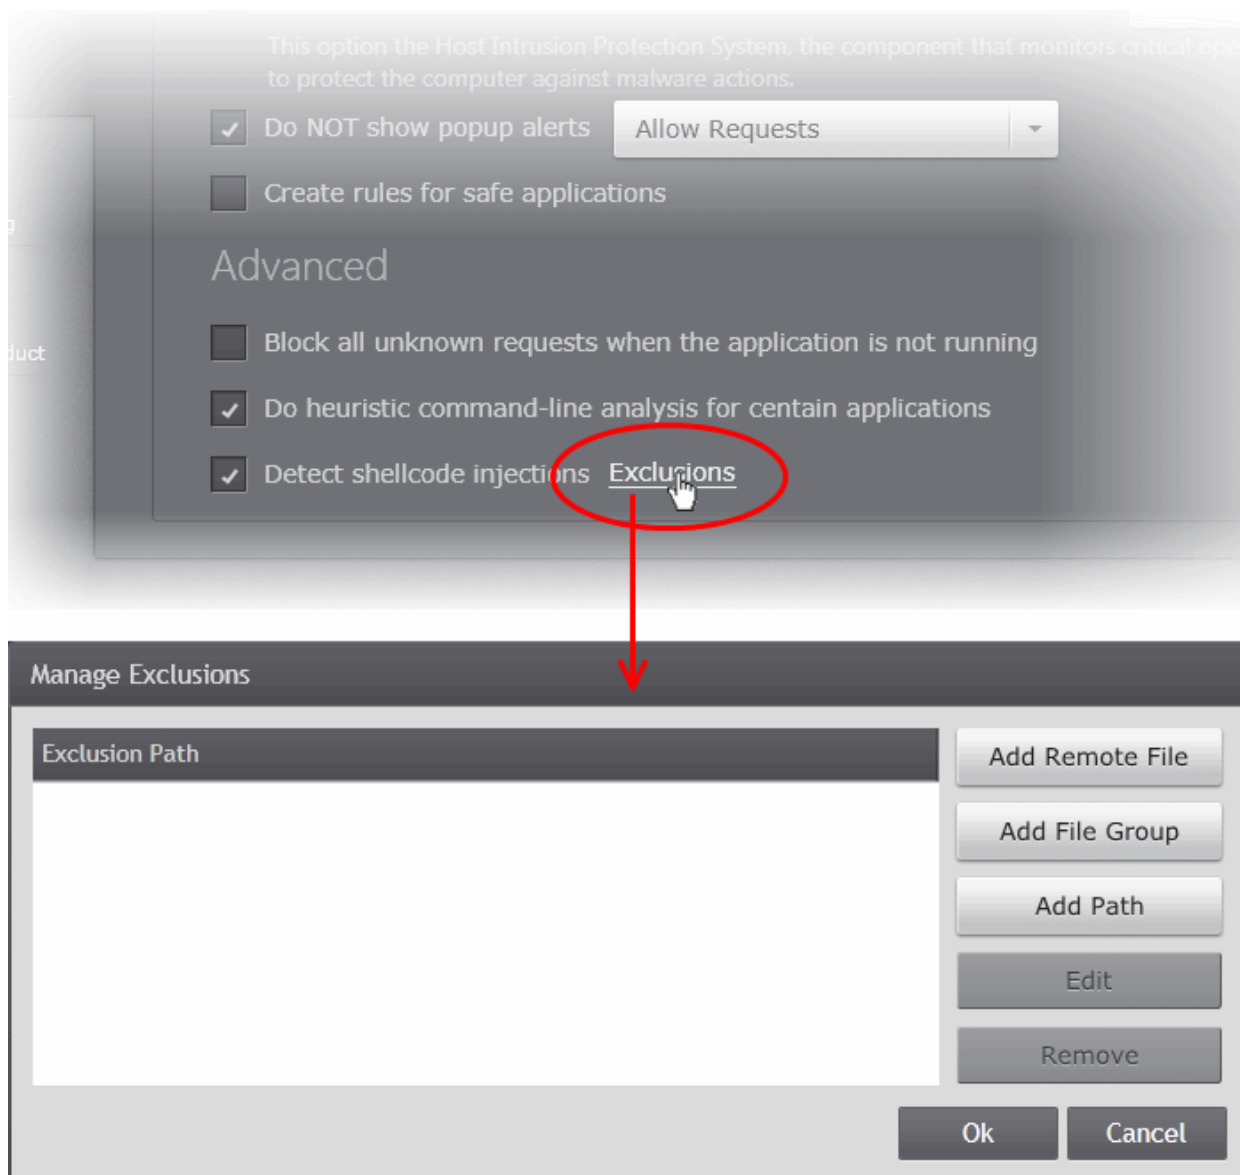 This option the Host Intrusion Protection System, the component that monitors critical ope
to protect the computer against malware actions.
Do NOT show popup alerts Allow Requests
Create rules for safe applications
g
Advanced
Block all unknown requests when the application is not running
duct
Do heuristic command-line analysis for centain applications
Detect shellcode injections Exclusions
Manage Exclusions
Exclusion Path
Add Remote File
Add File Group
Add Path
Edit
Remove
Ok Cancel